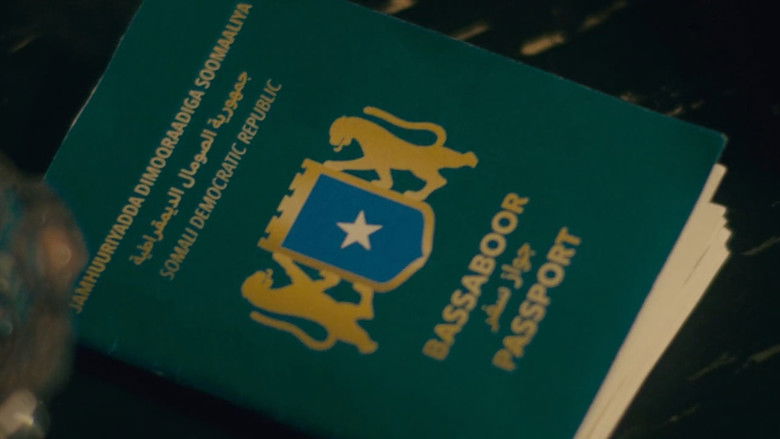 JAMHUURIYADDA DIMOQRAADIGA SOOMAALIYA
جمهورية الصومال الديمقراطية
SOMALI DEMOCRATIC REPUBLIC
BASSABOOR
جواز سفر
PASSPORT